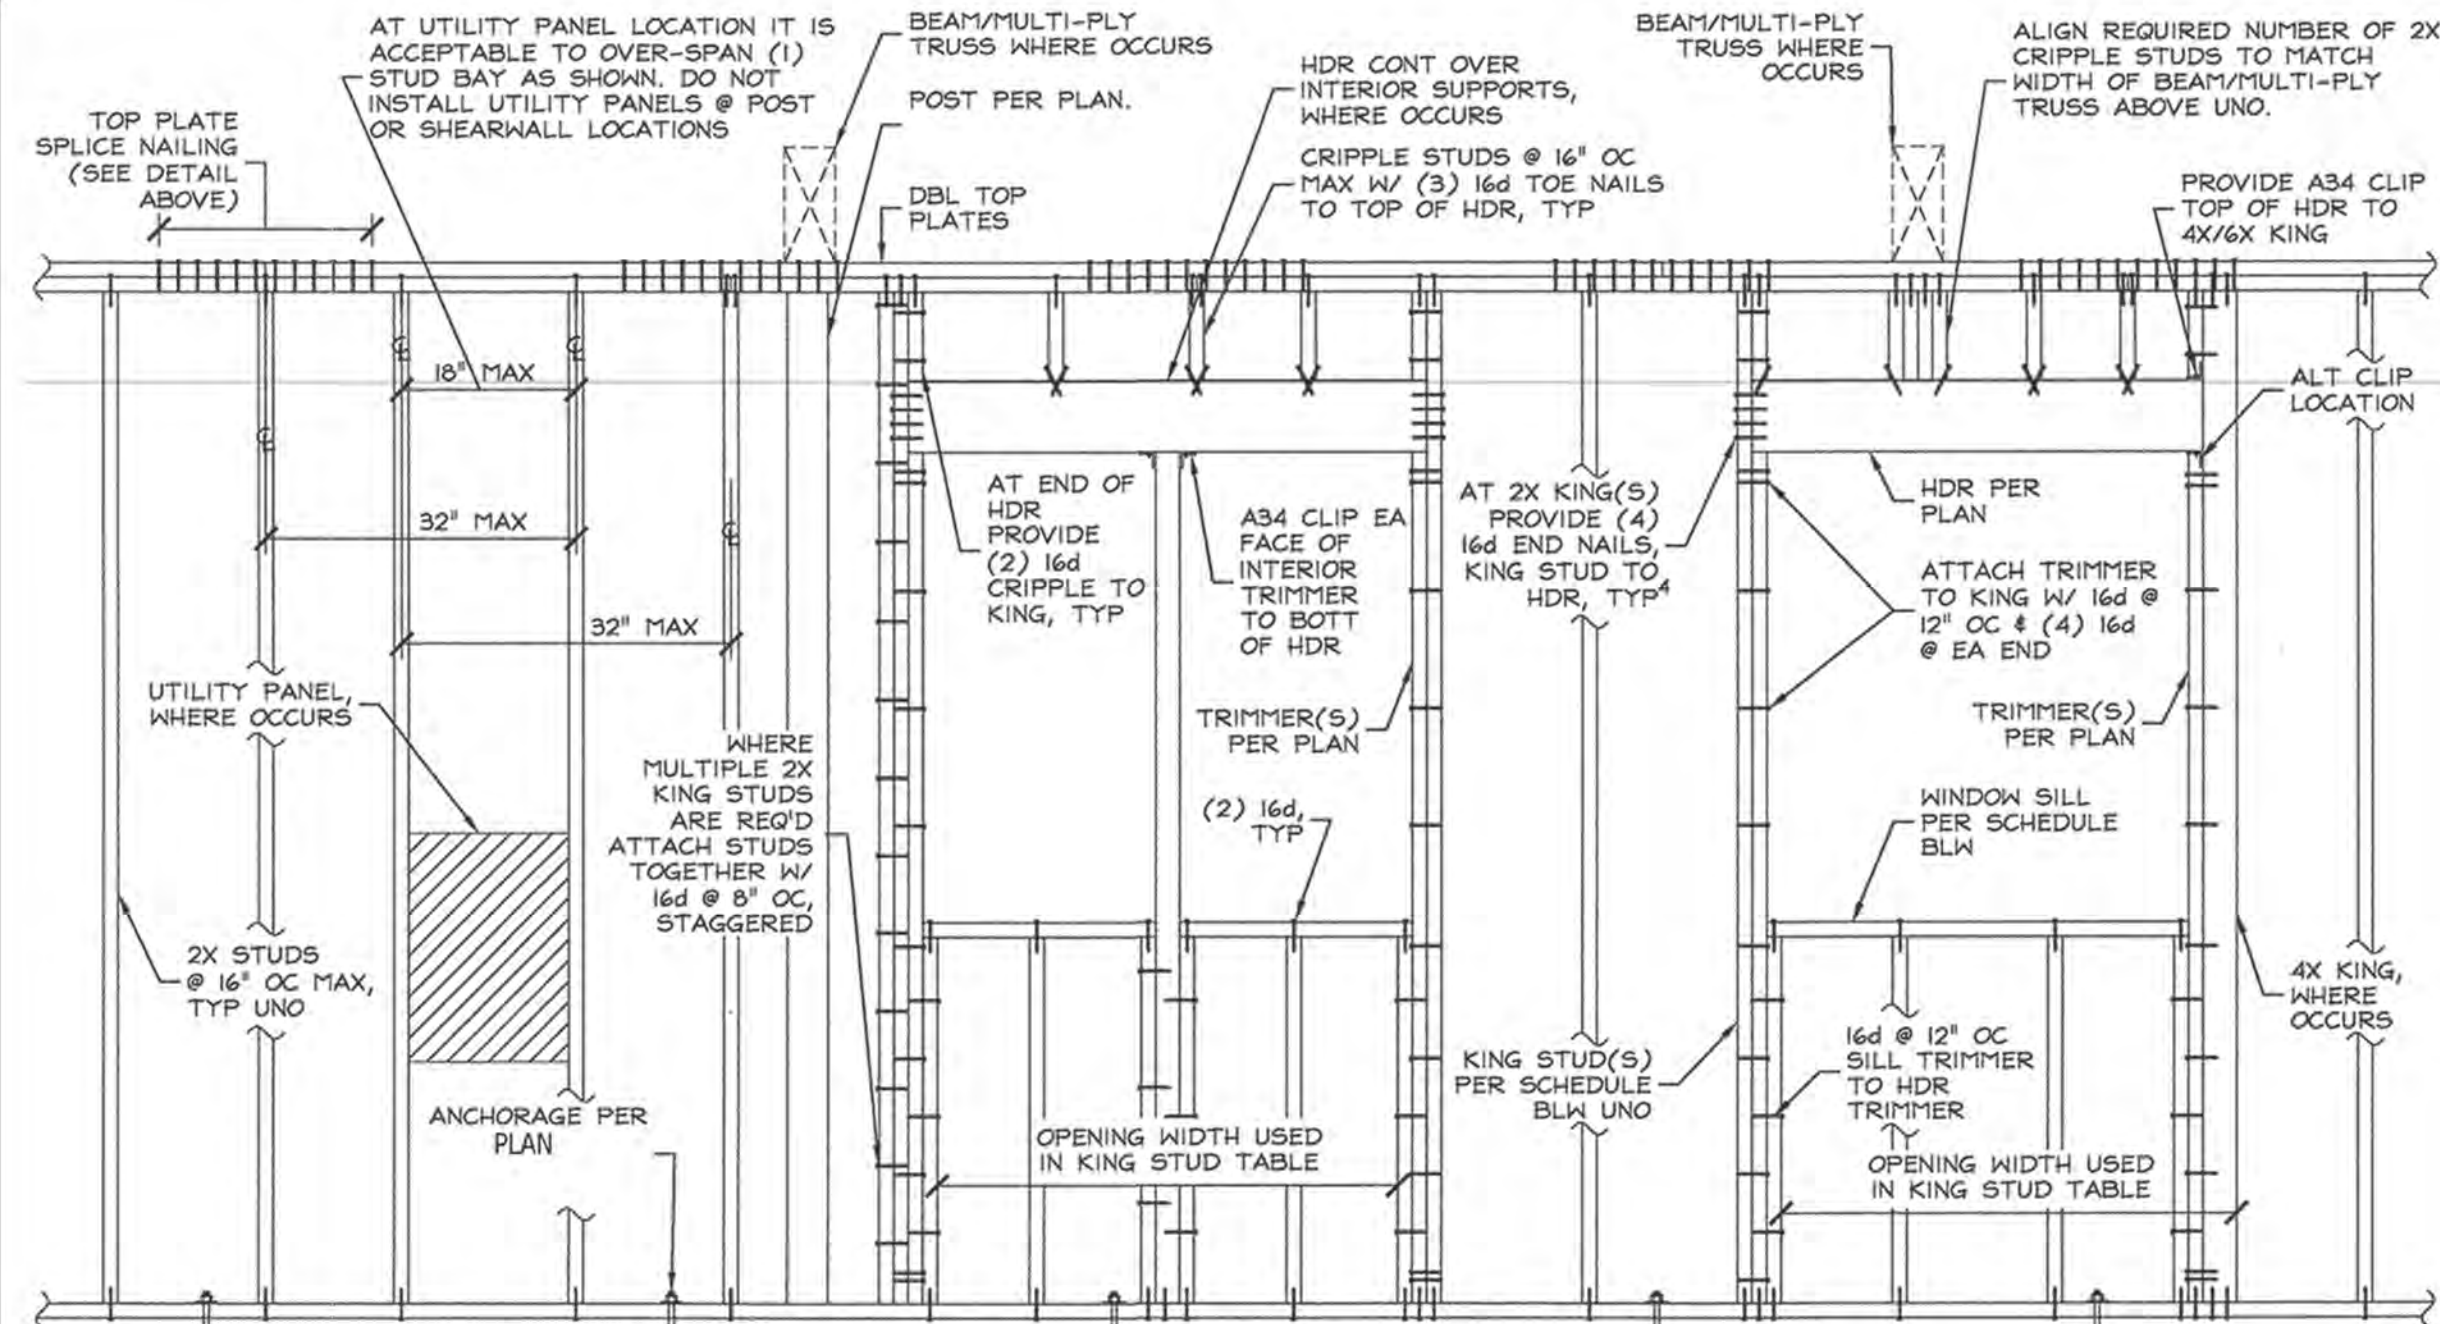 AT UTILITY PANEL LOCATION IT IS
ACCEPTABLE TO OVER-SPAN (1)
STUD BAY AS SHOWN. DO NOT
INSTALL UTILITY PANELS @ POST
OR SHEARWALL LOCATIONS
BEAM/MULTI-PLY
TRUSS WHERE OCCURS
POST PER PLAN.
HDR CONT OVER
INTERIOR SUPPORTS,
WHERE OCCURS
BEAM/MULTI-PLY
TRUSS WHERE
OCCURS
ALIGN REQUIRED NUMBER OF 2X
CRIPPLE STUDS TO MATCH
WIDTH OF BEAM/MULTI-PLY
TRUSS ABOVE UNO.
TOP PLATE
SPLICE NAILING
(SEE DETAIL
ABOVE)
DBL TOP
PLATES
CRIPPLE STUDS @ 16" OC
MAX W/ (3) 16d TOE NAILS
TO TOP OF HDR, TYP
PROVIDE A34 CLIP
TOP OF HDR TO
4X/6X KING
℄
℄
18" MAX
℄
ALT CLIP
LOCATION
32" MAX
℄
32" MAX
AT END OF
HDR
PROVIDE
(2) 16d
CRIPPLE TO
KING, TYP
A34 CLIP EA
FACE OF
INTERIOR
TRIMMER
TO BOTT
OF HDR
AT 2X KING(S)
PROVIDE (4)
16d END NAILS,
KING STUD TO
HDR, TYP⁴
HDR PER
PLAN
ATTACH TRIMMER
TO KING W/ 16d @
12" OC & (4) 16d
@ EA END
UTILITY PANEL,
WHERE OCCURS
WHERE
MULTIPLE 2X
KING STUDS
ARE REQ'D
ATTACH STUDS
TOGETHER W/
16d @ 8" OC,
STAGGERED
TRIMMER(S)
PER PLAN
TRIMMER(S)
PER PLAN
(2) 16d,
TYP
WINDOW SILL
PER SCHEDULE
BLW
2X STUDS
@ 16" OC MAX,
TYP UNO
4X KING,
WHERE
OCCURS
KING STUD(S)
PER SCHEDULE
BLW UNO
16d @ 12" OC
SILL TRIMMER
TO HDR
TRIMMER
ANCHORAGE PER
PLAN
OPENING WIDTH USED
IN KING STUD TABLE
OPENING WIDTH USED
IN KING STUD TABLE